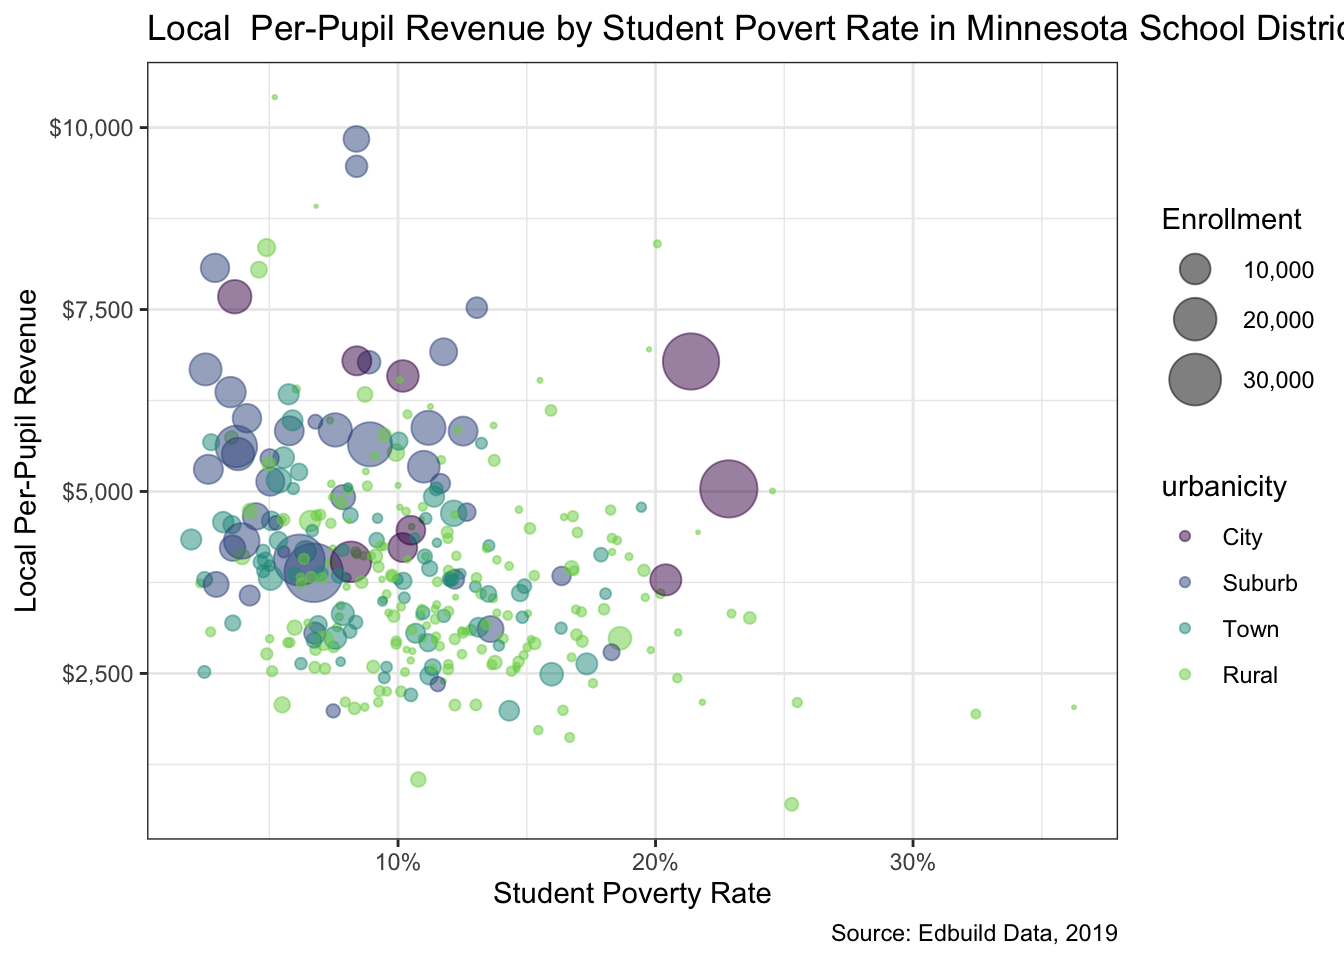 Local  Per-Pupil Revenue by Student Povert Rate in Minnesota School
Local Per-Pupil Revenue
$10,000
$7,500
$5,000
$2,500
10%
20%
30%
Student Poverty Rate
Enrollment
10,000
20,000
30,000
urbanicity
City
Suburb
Town
Rural
Source: Edbuild Data, 2019